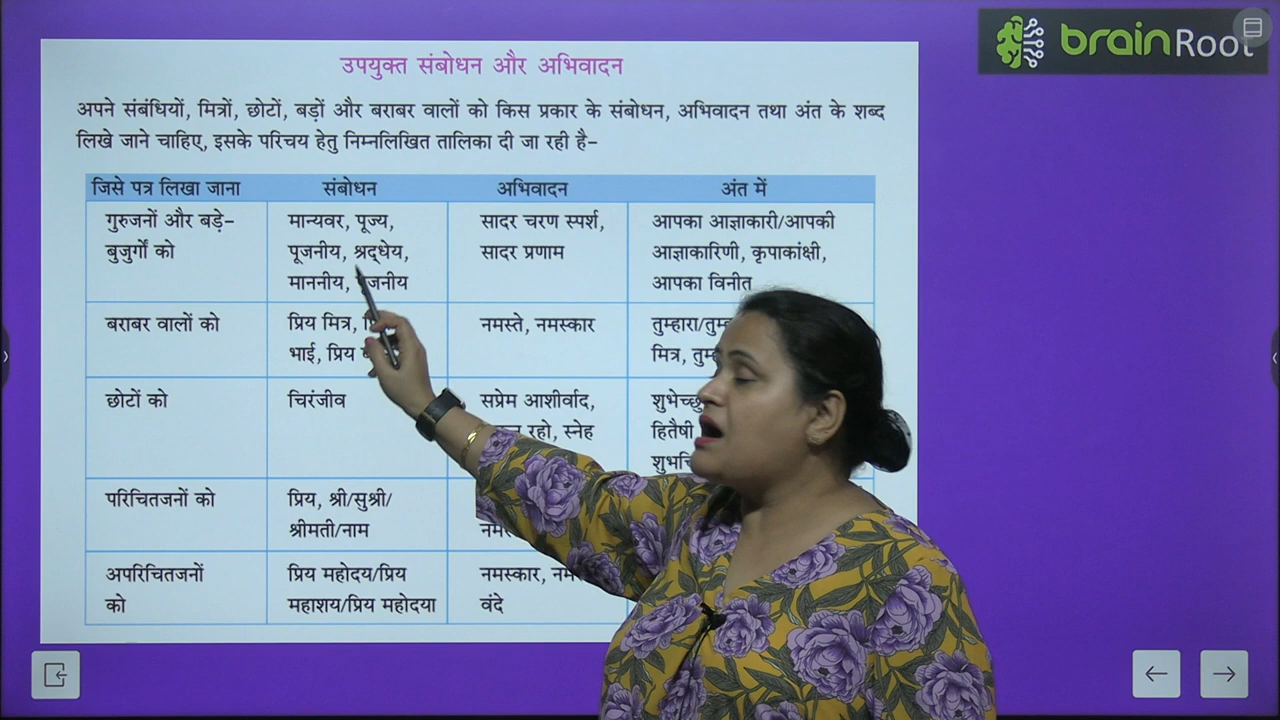 brainRoot
उपयुक्त संबोधन और अभिवादन
अपने संबंधियों, मित्रों, छोटों, बड़ों और बराबर वालों को किस प्रकार के संबोधन, अभिवादन तथा अंत के शब्द
लिखे जाने चाहिए, इसके परिचय हेतु निम्नलिखित तालिका दी जा रही है–
जिसे पत्र लिखा जाना संबोधन अभिवादन अंत में
गुरुजनों और बड़े– मान्यवर, पूज्य, सादर चरण स्पर्श, आपका आज्ञाकारी/आपकी
बुजुर्गों को पूजनीय, श्रद्धेय, सादर प्रणाम आज्ञाकारिणी, कृपाकांक्षी,
माननीय, आपका विनीत
बराबर वालों को प्रिय मित्र, नमस्ते, नमस्कार तुम्हारा/
भाई, प्रिय मित्र,
छोटों को चिरंजीव सप्रेम आशीर्वाद,
रहो, स्नेह हितैषी
परिचितजनों को प्रिय, श्री/सुश्री/
श्रीमती/नाम
अपरिचितजनों प्रिय महोदय/प्रिय नमस्कार,
को महाशय/प्रिय महोदया वंदे